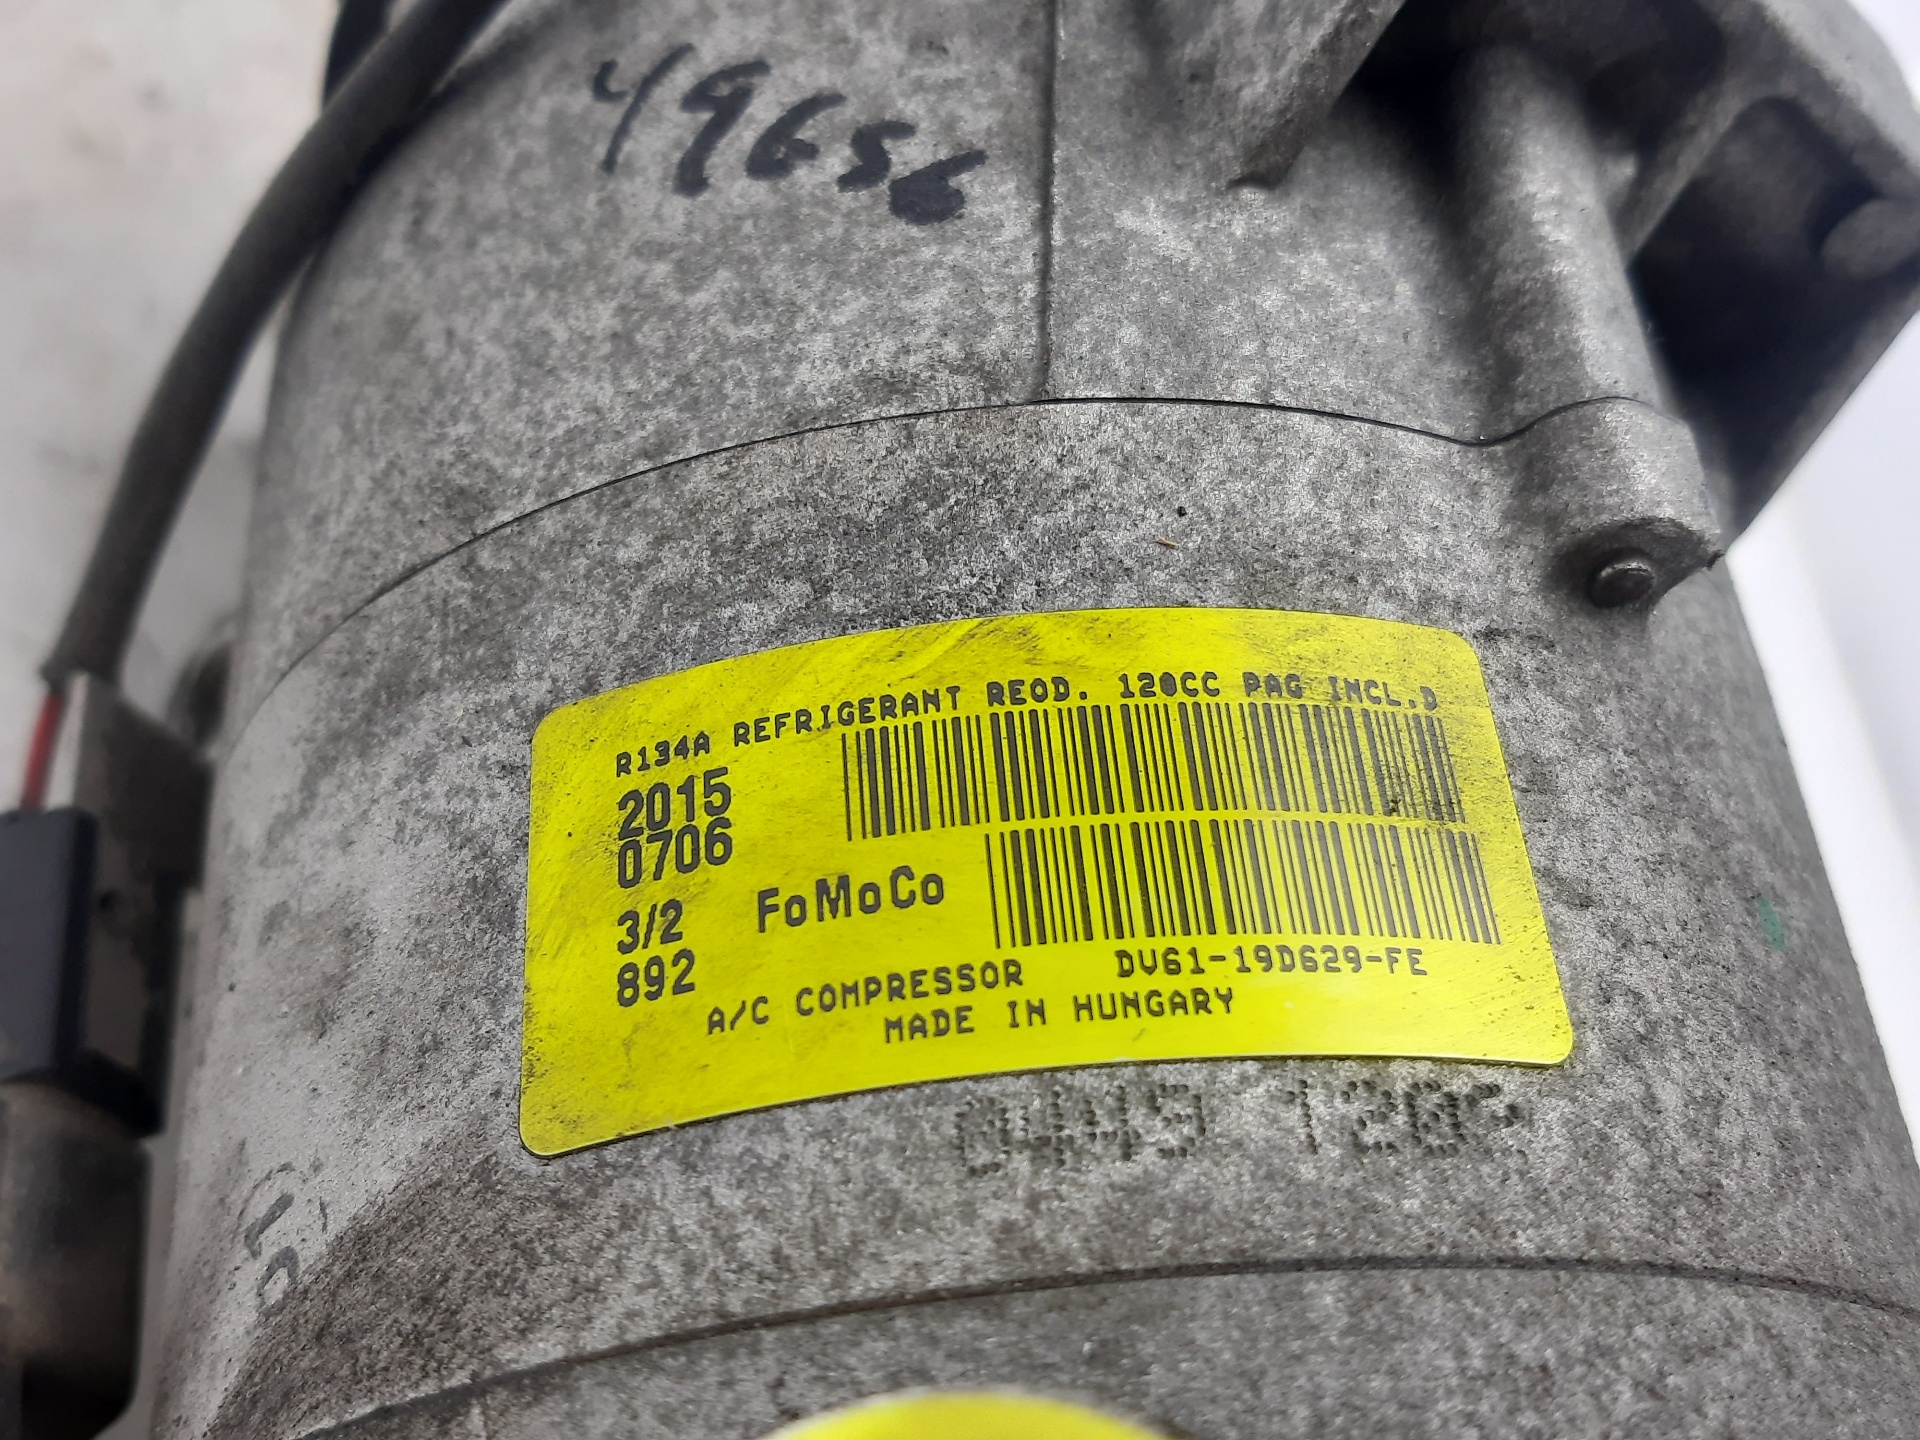 49656
R134A REFRIGERANT REOD. 120CC PAG INCL.D
2015
0706
3/2
FoMoCo
892
DV61-19D629-FE
A/C COMPRESSOR
MADE IN HUNGARY